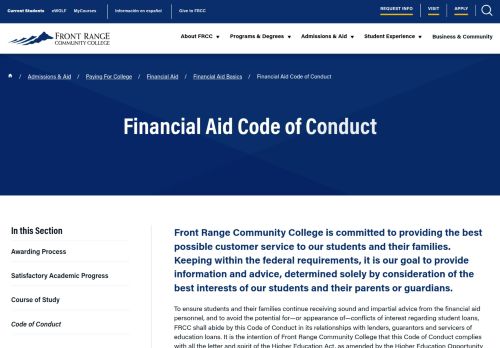 Current Students eWOLF MyCourses Información en español Give to FRCC REQUEST INFO VISIT APPLY
FRONT RANGE
COMMUNITY COLLEGE
About FRCC Programs & Degrees Admissions & Aid Student Experience Business & Community
/ Admissions & Aid / Paying For College / Financial Aid / Financial Aid Basics / Financial Aid Code of Conduct
Financial Aid Code of Conduct
In this Section
Awarding Process
Satisfactory Academic Progress
Course of Study
Code of Conduct
Front Range Community College is committed to providing the best
possible customer service to our students and their families.
Keeping within the federal requirements, it is our goal to provide
information and advice, determined solely by consideration of the
best interests of our students and their parents or guardians.
To ensure students and their families continue receiving sound and impartial advice from the financial
aid personnel, and to avoid the potential for—or appearance of—conflicts of interest regarding student loans,
FRCC shall abide by this Code of Conduct in its relationships with lenders, guarantors and servicers of
education loans. It is the intention of Front Range Community College that this Code of Conduct complies
with all the letter and spirit of the Higher Education Act, as amended by the Higher Education Opportunity